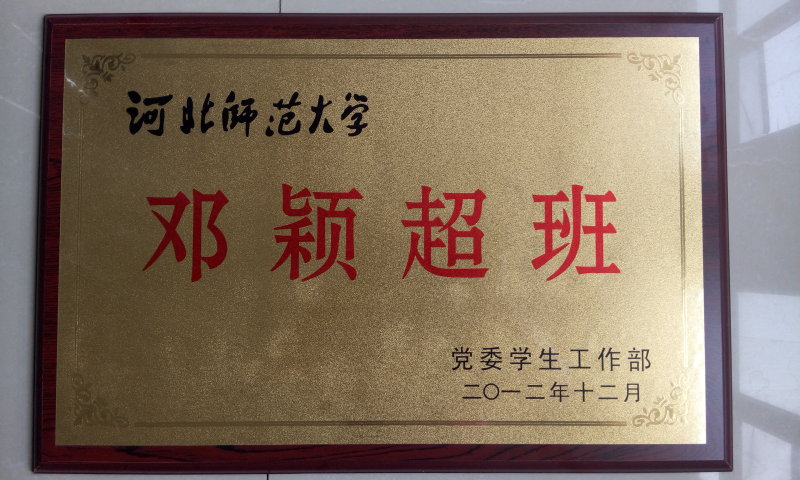 河北师范大学
邓颖超班
党委学生工作部
二〇一二年十二月